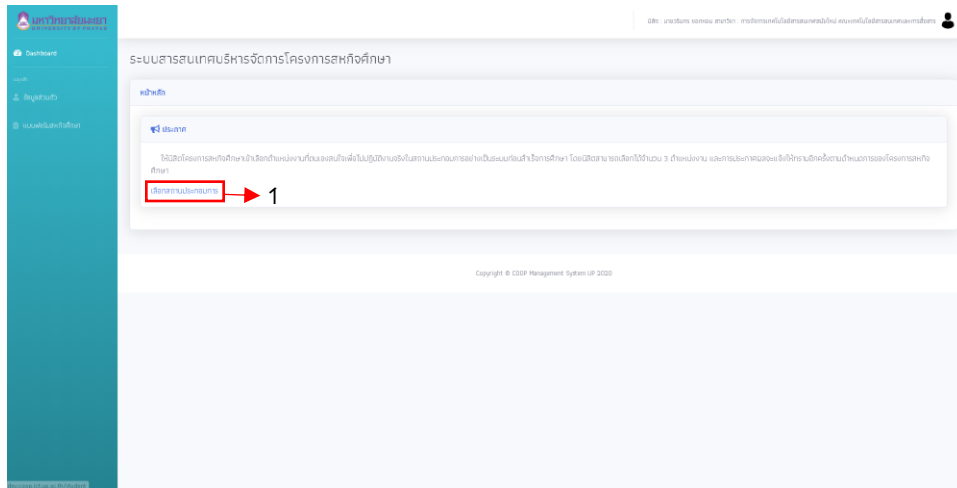 มหาวิทยาลัยพะเยา
UNIVERSITY OF PHAYAO
Dashboard
ข้อมูลส่วนตัว
แบบฟอร์มสหกิจศึกษา
ระบบสารสนเทศบริหารจัดการโครงการสหกิจศึกษา
หน้าหลัก
ประกาศ
ให้นิสิตโครงการสหกิจศึกษาเข้าเลือกตำแหน่งงานที่ตนเองสนใจเพื่อไปปฏิบัติงานจริงในสถานประกอบการอย่างเป็นระบบก่อนสำเร็จการศึกษา โดยนิสิตสามารถเลือกได้จำนวน 3 ตำแหน่งงาน และการประกาศผลจะแจ้งให้ทราบอีกครั้งตามกำหนดการของโครงการสหกิจ
ศึกษา
เลือกสถานประกอบการ
1
Copyright © COOP Management System UP 2020